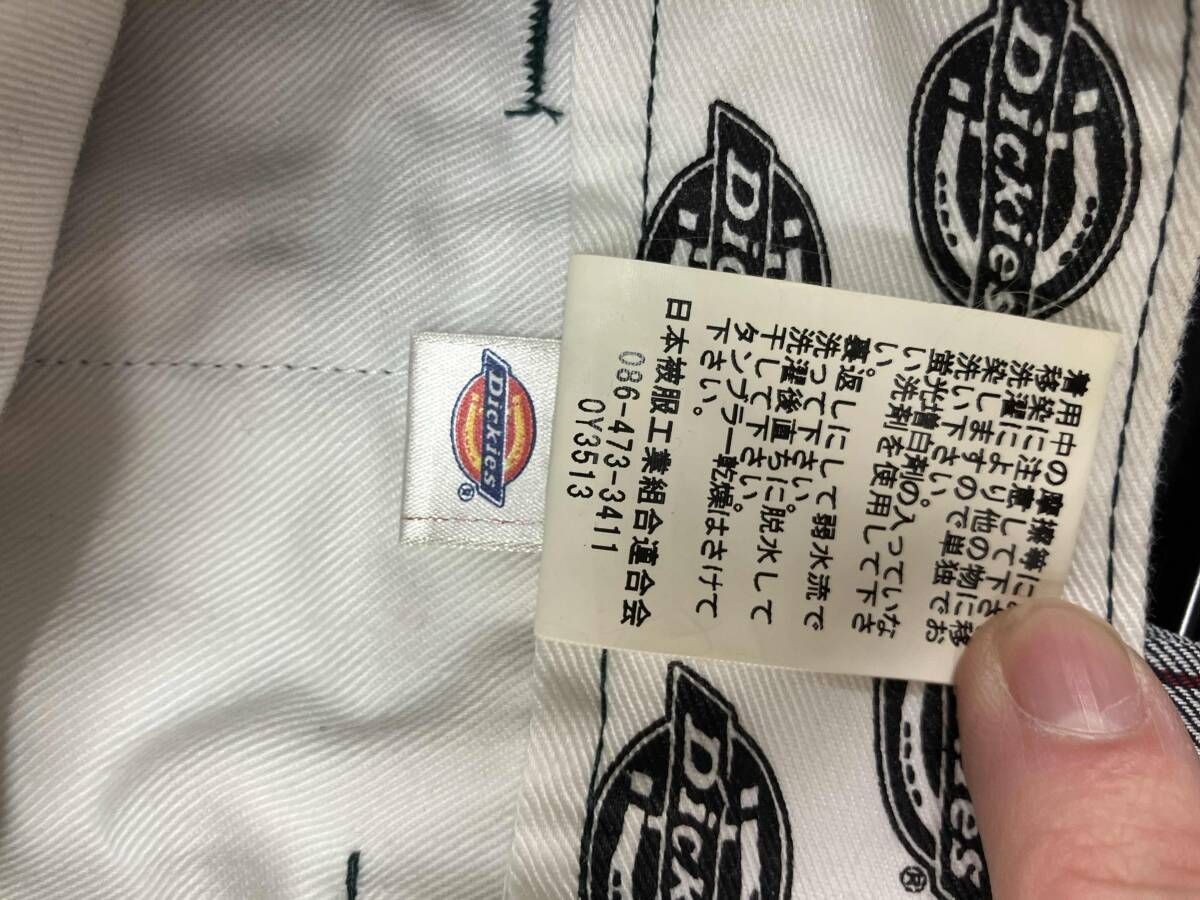 着用中の摩擦等に
移染に注意して下さ
洗濯により他の物に移
染しますので単独でお
洗い下さい。
蛍光増白剤の入っていな
い洗剤を使用して下さ
い。
裏返しにして弱水流で
洗って下さい。
洗濯後直ちに脱水して
干して下さい。
タンブラー乾燥はさけて
下さい。
日本被服工業組合連合会
086-473-3411
0Y3513
Dickies
®
Dickies
Dickies
Dickies
Dickies
®